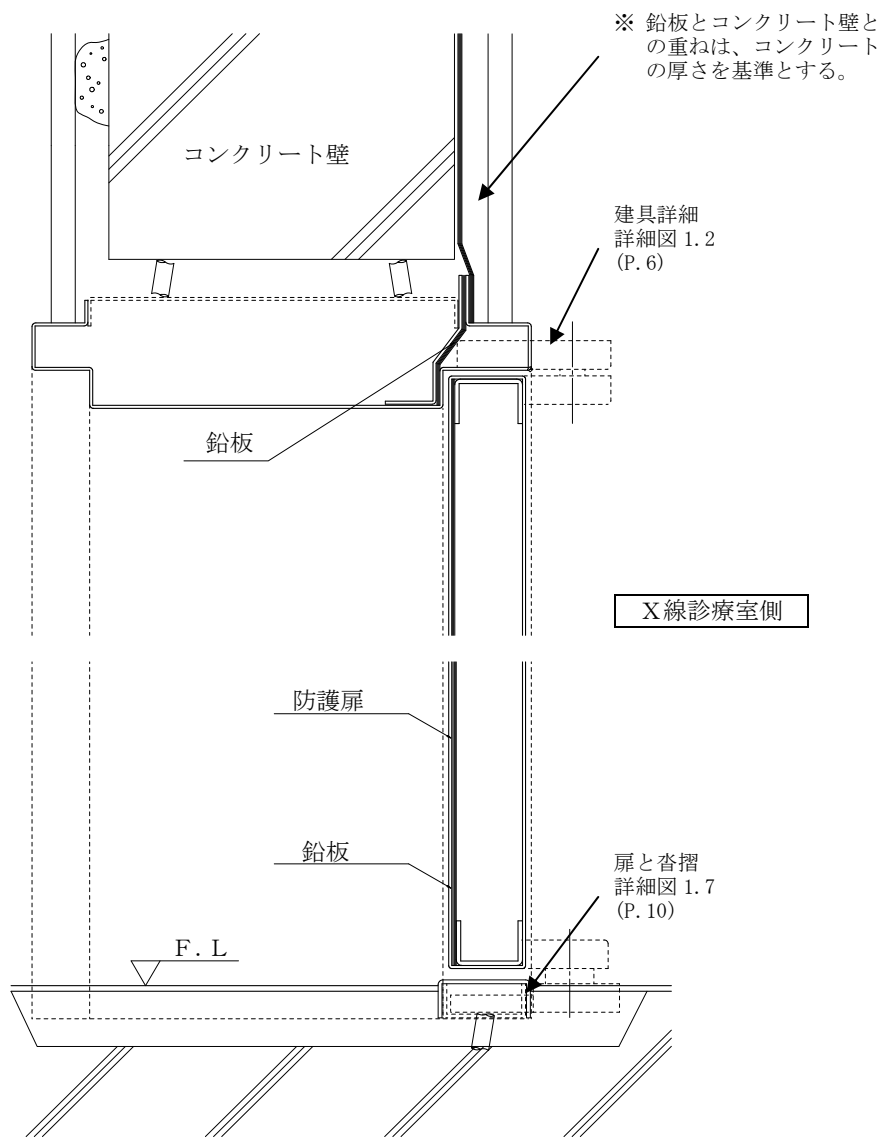 ※ 鉛板とコンクリート壁と
の重ねは、コンクリート
の厚さを基準とする。
コンクリート壁
建具詳細
詳細図 1.2
(P.6)
鉛板
X線診療室側
防護扉
鉛板
扉と沓摺
詳細図 1.7
(P.10)
F.L